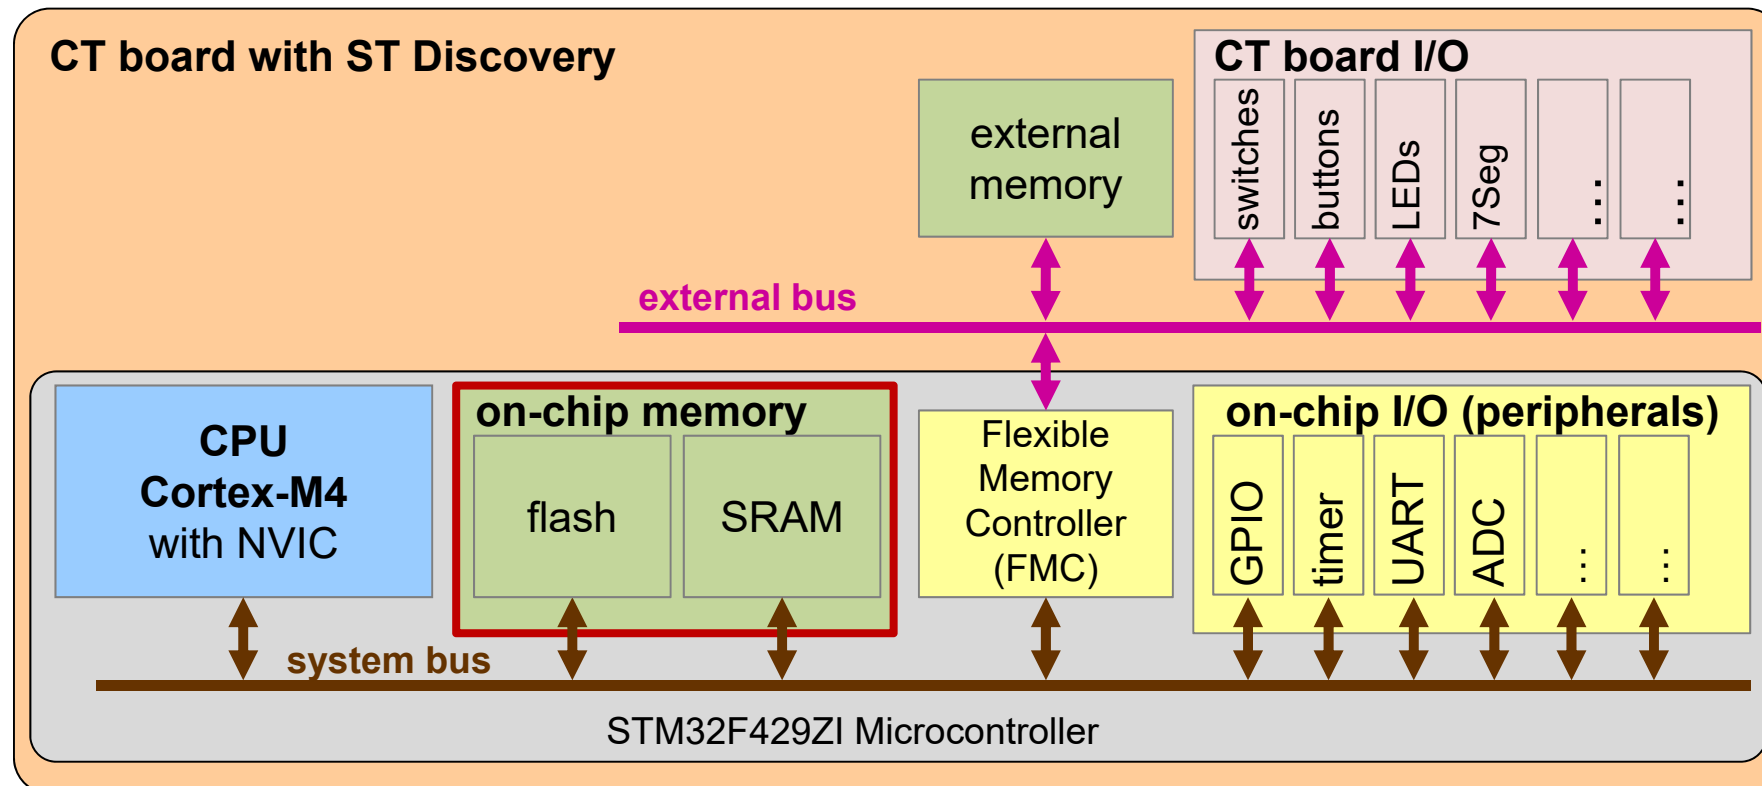 CT board with ST Discovery
CT board I/O
external
memory
switches
buttons
LEDs
7Seg
...
...
external bus
CPU
Cortex-M4
with NVIC
on-chip memory
flash
SRAM
Flexible
Memory
Controller
(FMC)
on-chip I/O (peripherals)
GPIO
timer
UART
ADC
...
...
system bus
STM32F429ZI Microcontroller